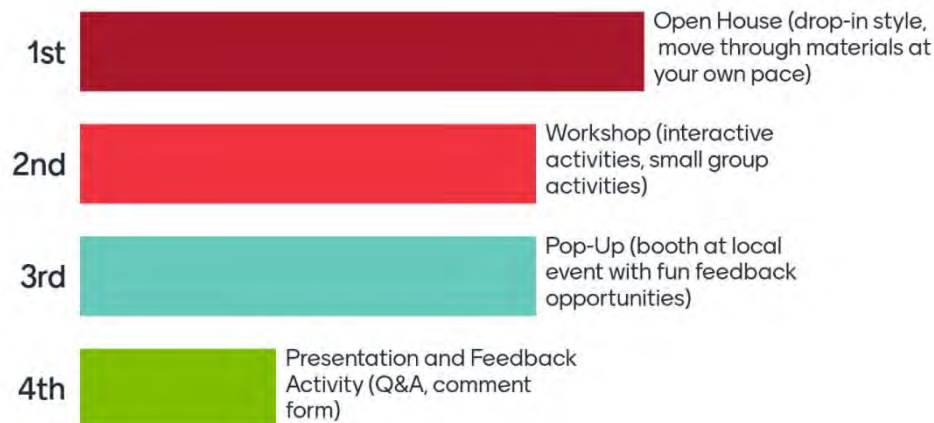 1st
Open House (drop-in style,
move through materials at
your own pace)
2nd
Workshop (interactive
activities, small group
activities)
3rd
Pop-Up (booth at local
event with fun feedback
opportunities)
4th
Presentation and Feedback
Activity (Q&A, comment
form)